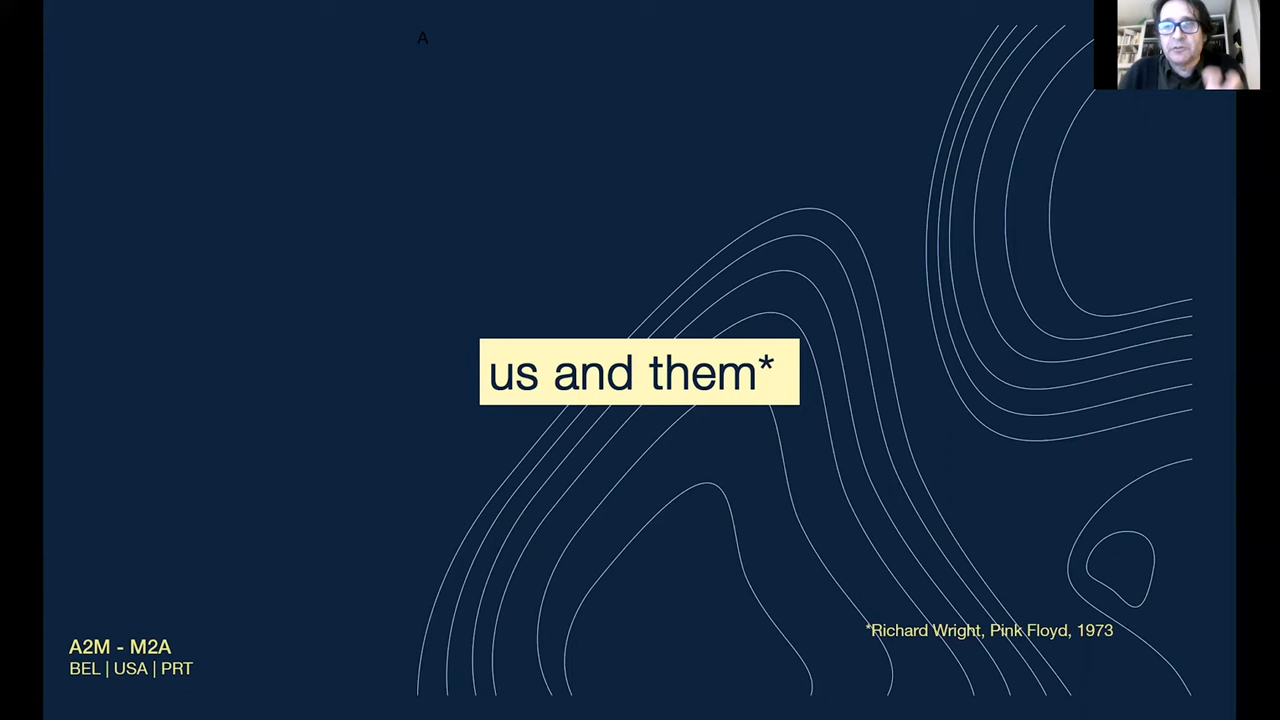 A
us and them*
*Richard Wright, Pink Floyd, 1973
A2M - M2A
BEL | USA | PRT